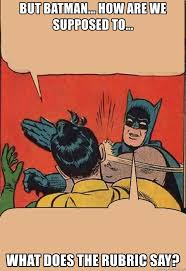 BUT BATMAN... HOW ARE WE
SUPPOSED TO...
WHAT DOES THE RUBRIC SAY?